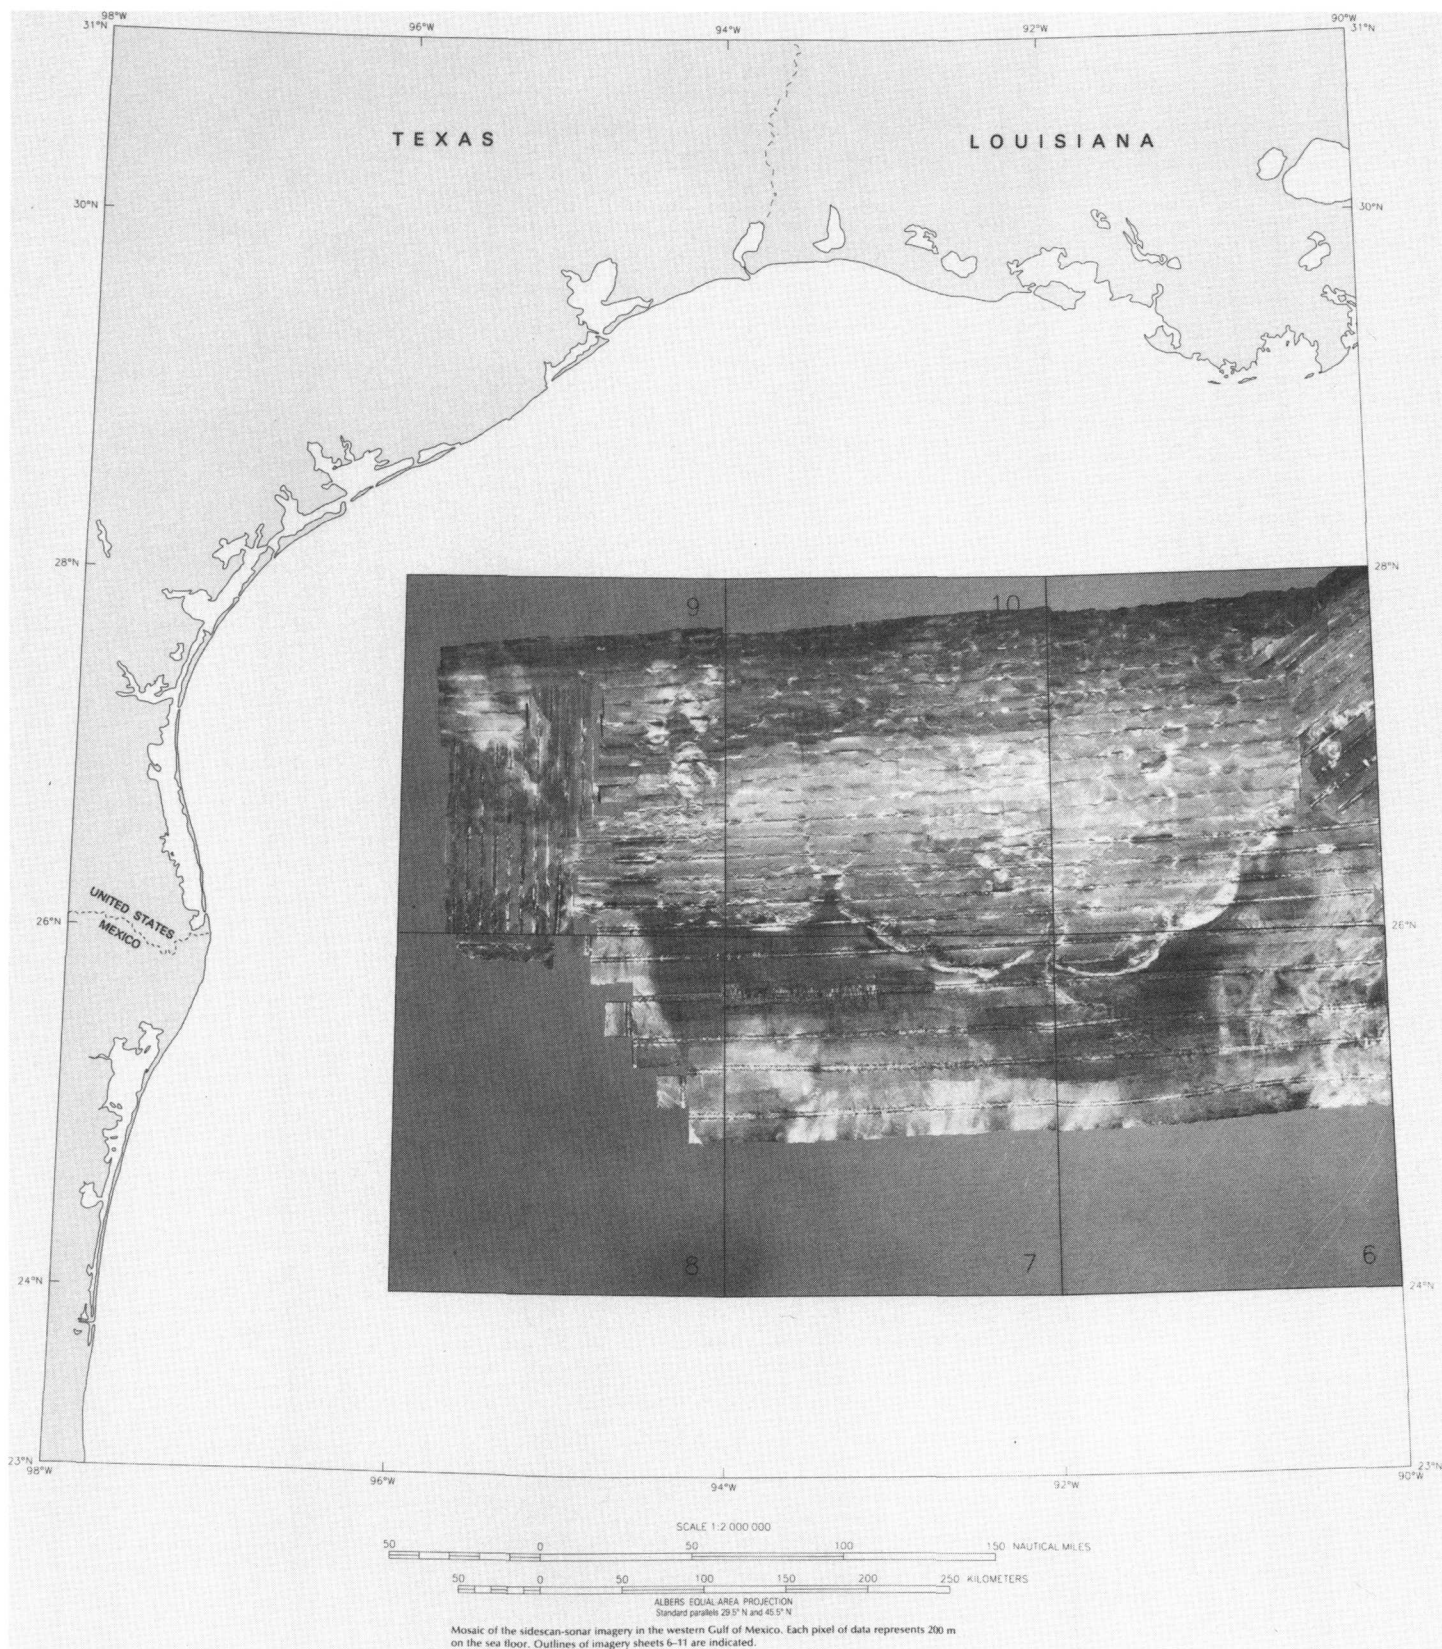 98°W
96°W
94°W
92°W
90°W
31°N
31°N
TEXAS
LOUISIANA
30°N
30°N
28°N
28°N
9
10
UNITED STATES
MEXICO
26°N
26°N
8
7
6
24°N
24°N
23°N
23°N
98°W
96°W
94°W
92°W
90°W
SCALE 1:2 000 000
50 0 50 100 150 NAUTICAL MILES
50 0 50 100 150 200 250 KILOMETERS
ALBERS EQUAL-AREA PROJECTION
Standard parallels 29.5° N and 45.5° N
Mosaic of the sidescan-sonar imagery in the western Gulf of Mexico. Each pixel of data represents 200 m
on the sea floor. Outlines of imagery sheets 6–11 are indicated.